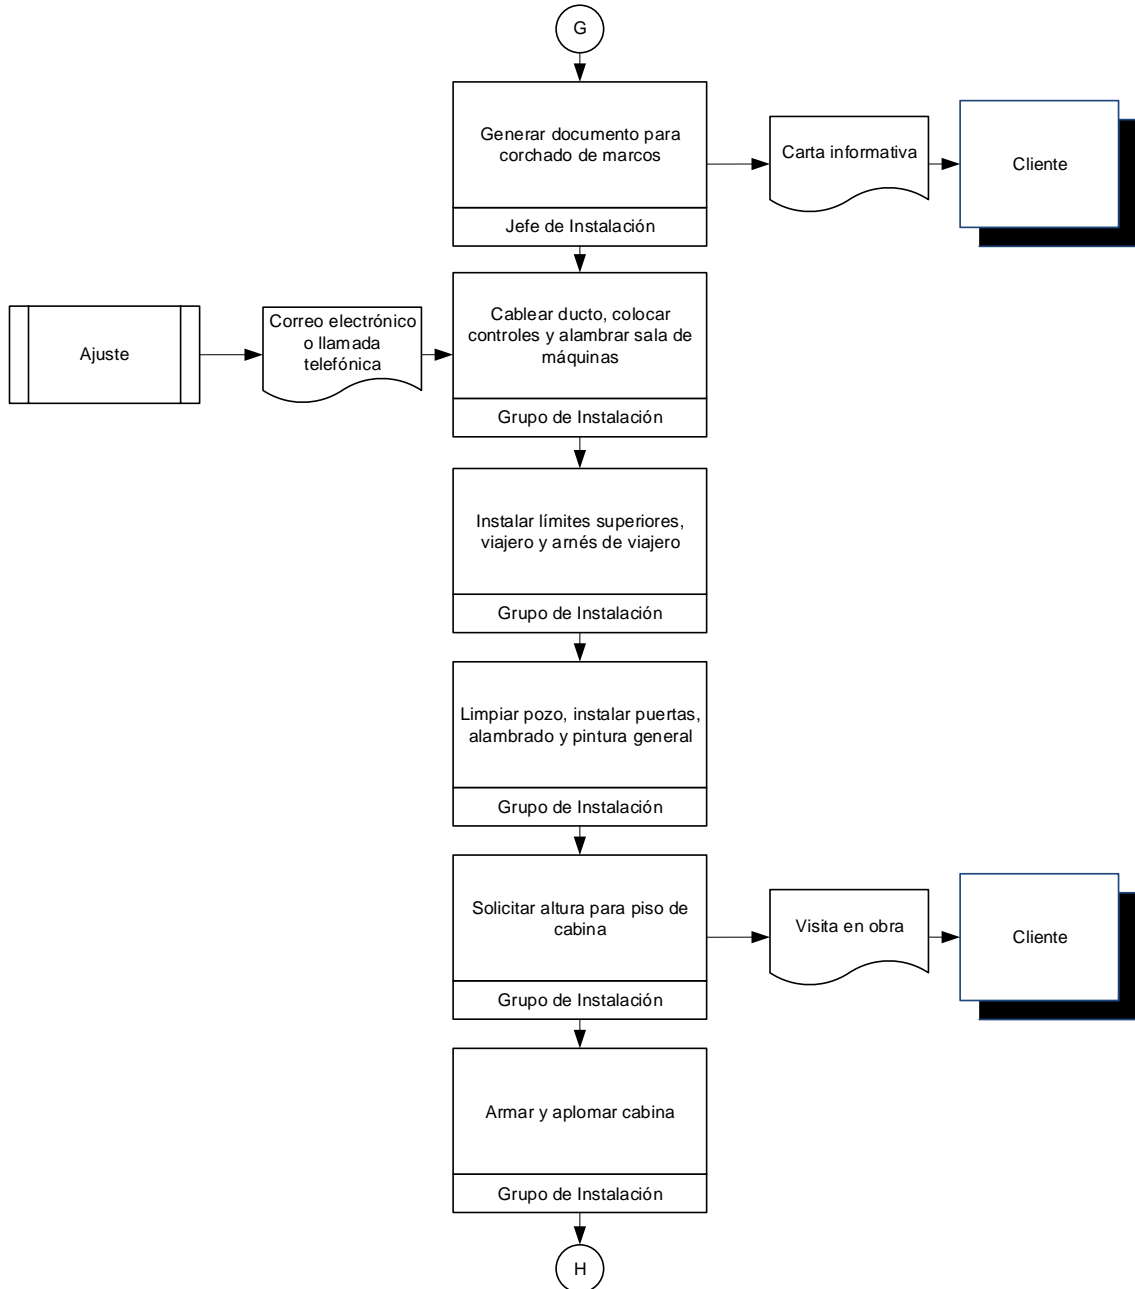 G
Generar documento para
corchado de marcos
Jefe de Instalación
Carta informativa
Cliente
Ajuste
Correo electrónico
o llamada
telefónica
Cablear ducto, colocar
controles y alambrar sala de
máquinas
Grupo de Instalación
Instalar límites superiores,
viajero y arnés de viajero
Grupo de Instalación
Limpiar pozo, instalar puertas,
alambrado y pintura general
Grupo de Instalación
Solicitar altura para piso de
cabina
Grupo de Instalación
Visita en obra
Cliente
Armar y aplomar cabina
Grupo de Instalación
H